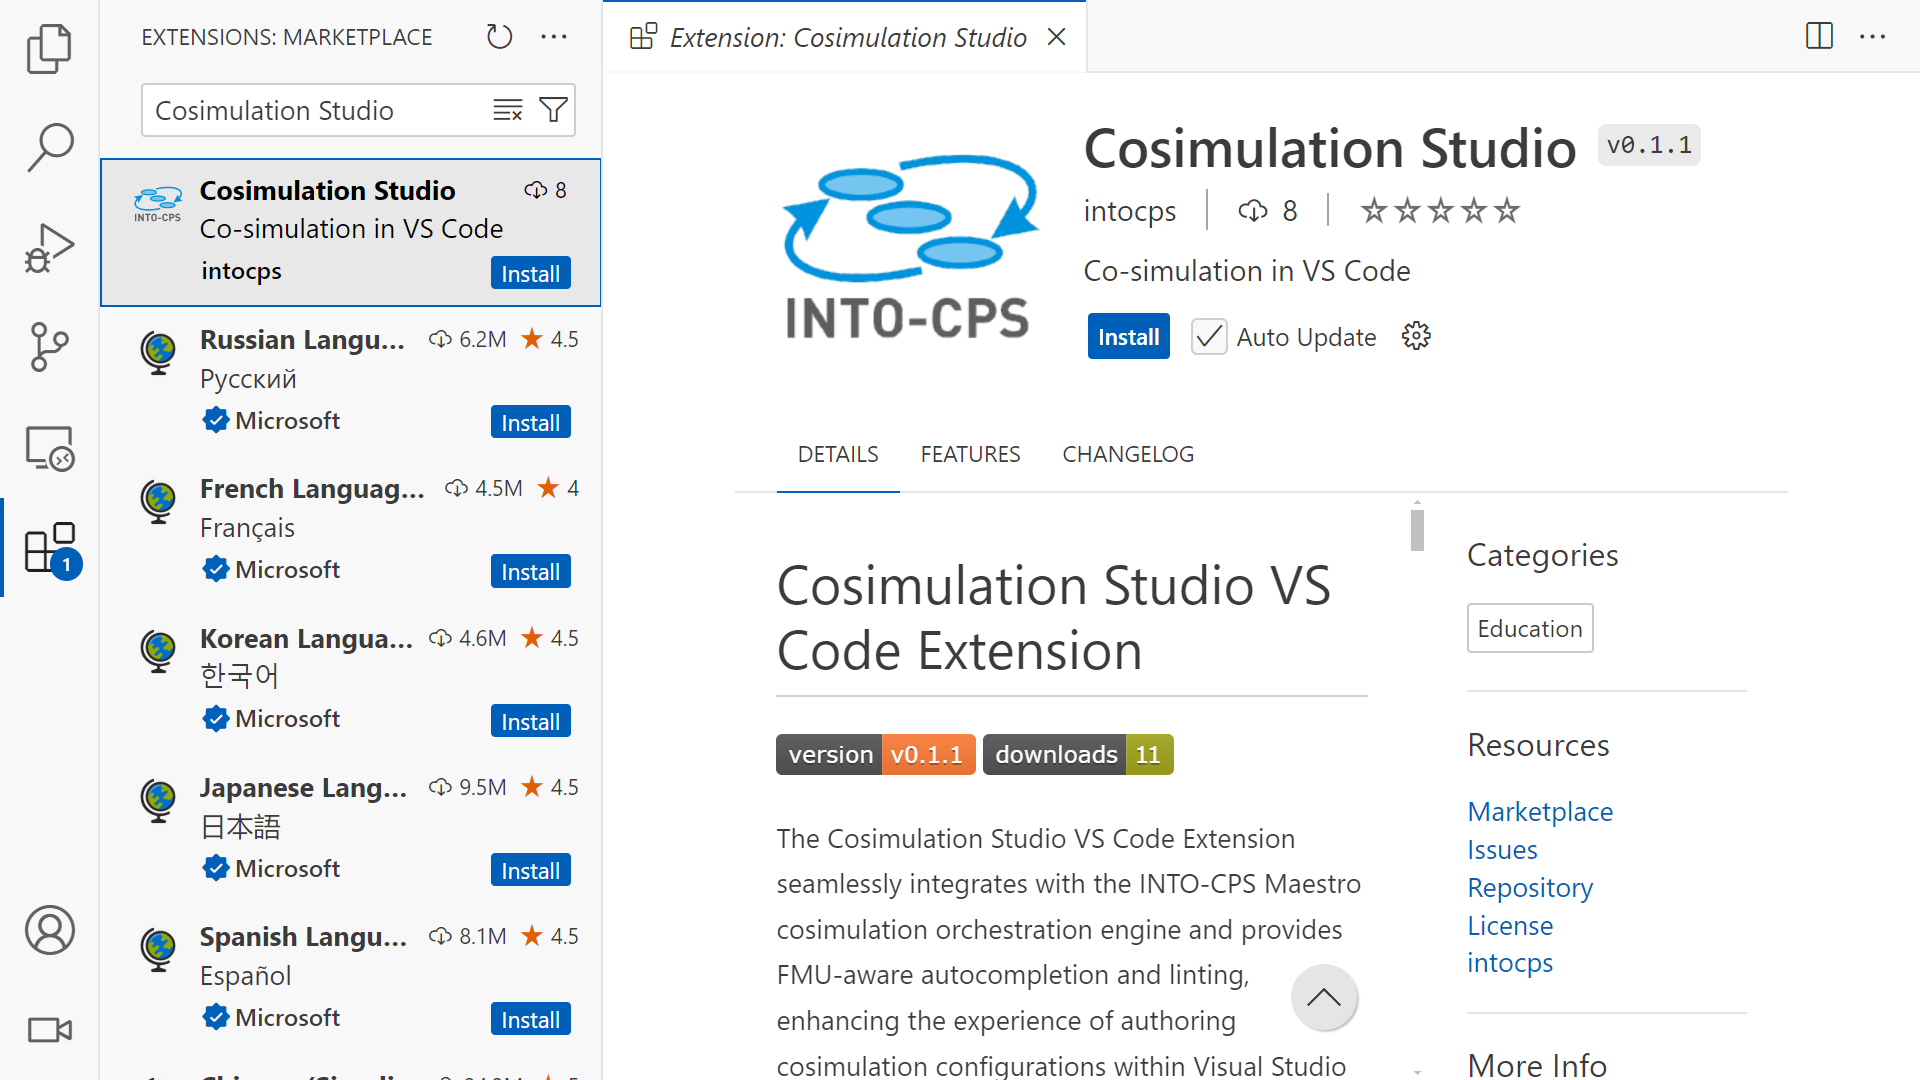 EXTENSIONS: MARKETPLACE
Cosimulation Studio
Cosimulation Studio 8
Co-simulation in VS Code
intocps Install
INTO-CPS
Russian Langu... 6.2M 4.5
Русский
Microsoft Install
French Languag... 4.5M 4
Français
Microsoft Install
Korean Langua... 4.6M 4.5
한국어
Microsoft Install
Japanese Lang... 9.5M 4.5
日本語
Microsoft Install
Spanish Langu... 8.1M 4.5
Español
Microsoft Install
1
Extension: Cosimulation Studio
INTO-CPS
Cosimulation Studio v0.1.1
intocps 8
Co-simulation in VS Code
Install Auto Update
DETAILS FEATURES CHANGELOG
Cosimulation Studio VS
Code Extension
version v0.1.1 downloads 11
The Cosimulation Studio VS Code Extension
seamlessly integrates with the INTO-CPS Maestro
cosimulation orchestration engine and provides
FMU-aware autocompletion and linting,
enhancing the experience of authoring
cosimulation configurations within Visual Studio
Categories
Education
Resources
Marketplace
Issues
Repository
License
intocps
More Info